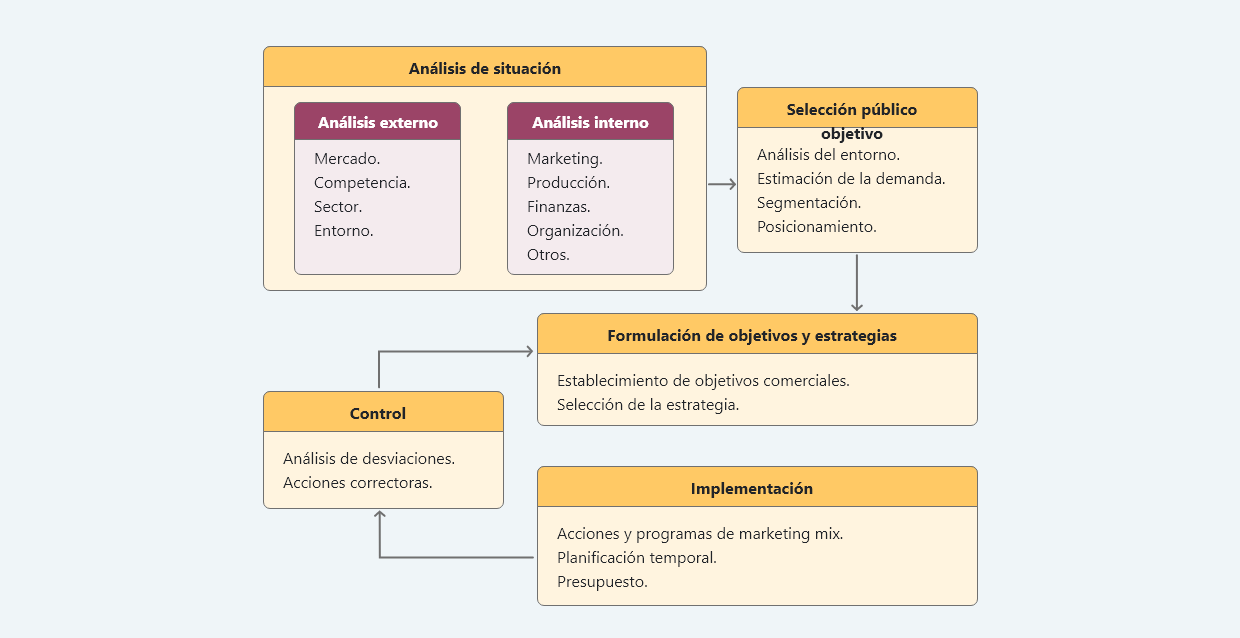 Análisis de situación
Análisis externo
Mercado.
Competencia.
Sector.
Entorno.
Análisis interno
Marketing.
Producción.
Finanzas.
Organización.
Otros.
Selección público
objetivo
Análisis del entorno.
Estimación de la demanda.
Segmentación.
Posicionamiento.
Formulación de objetivos y estrategias
Establecimiento de objetivos comerciales.
Selección de la estrategia.
Control
Análisis de desviaciones.
Acciones correctoras.
Implementación
Acciones y programas de marketing mix.
Planificación temporal.
Presupuesto.